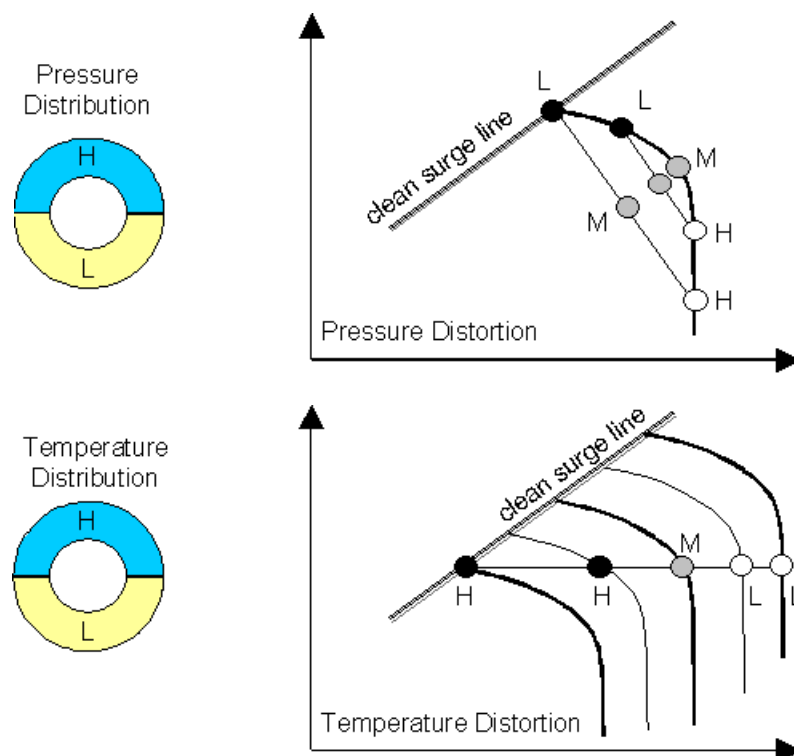 Pressure
Distribution
H
L
clean surge line
L
L
M
M
H
H
Pressure Distortion
Temperature
Distribution
H
L
clean surge line
H
H
M
L
L
Temperature Distortion